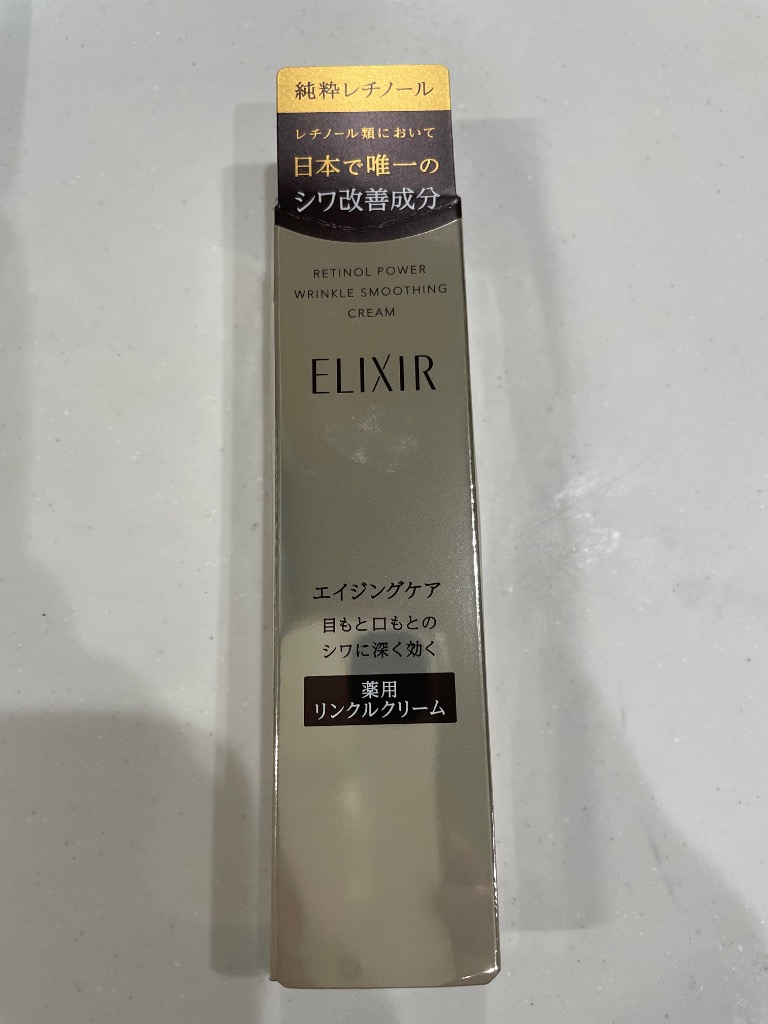 純粋レチノール
レチノール類において
日本で唯一の
シワ改善成分
RETINOL POWER
WRINKLE SMOOTHING
CREAM
ELIXIR
エイジングケア
目もと口もとの
シワに深く効く
薬用
リンクルクリーム